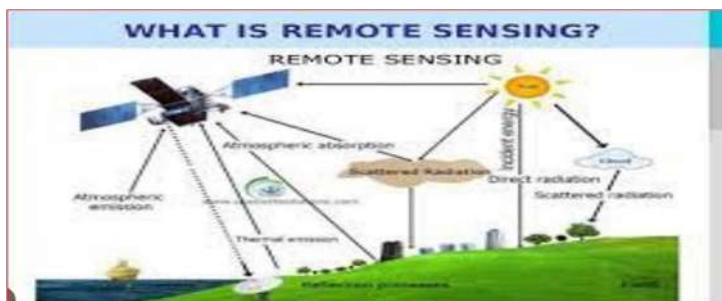 WHAT IS REMOTE SENSING?
REMOTE SENSING
Sun
Incident energy
Atmospheric absorption
Scattered Radiation
Direct radiation
Cloud
Scattered radiation
Atmospheric
emission
Thermal emission
Reflection processes